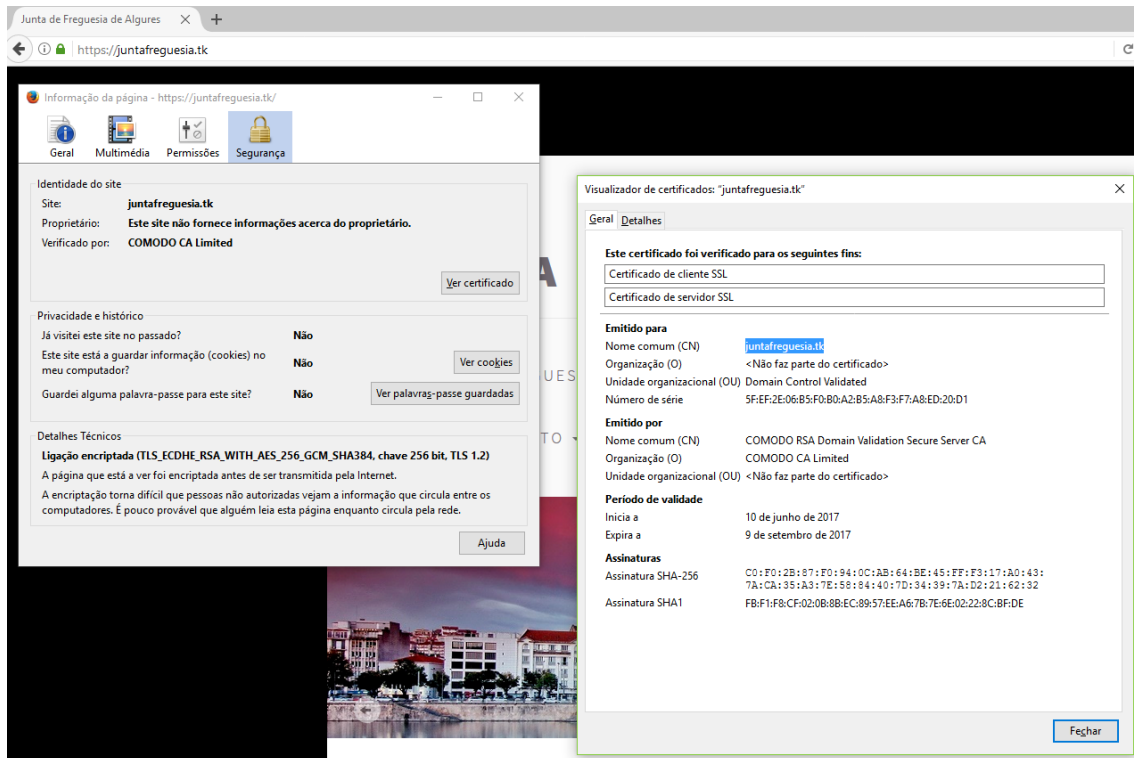 Junta de Freguesia de Algures
https://juntafreguesia.tk
Informação da página - https://juntafreguesia.tk/
Geral Multimédia Permissões Segurança
Identidade do site
Site: juntafreguesia.tk
Proprietário: Este site não fornece informações acerca do proprietário.
Verificado por: COMODO CA Limited
Ver certificado
Privacidade e histórico
Já visitei este site no passado? Não
Este site está a guardar informação (cookies) no
meu computador? Não Ver cookies
Guardei alguma palavra-passe para este site? Não Ver palavras-passe guardadas
Detalhes Técnicos
Ligação encriptada (TLS_ECDHE_RSA_WITH_AES_256_GCM_SHA384, chave 256 bit, TLS 1.2)
A página que está a ver foi encriptada antes de ser transmitida pela Internet.
A encriptação torna difícil que pessoas não autorizadas vejam a informação que circula entre os
computadores. É pouco provável que alguém leia esta página enquanto circula pela rede.
Ajuda
A
UES
TO
Visualizador de certificados: "juntafreguesia.tk"
Geral Detalhes
Este certificado foi verificado para os seguintes fins:
Certificado de cliente SSL
Certificado de servidor SSL
Emitido para
Nome comum (CN) juntafreguesia.tk
Organização (O) <Não faz parte do certificado>
Unidade organizacional (OU) Domain Control Validated
Número de série 5F:EF:2E:06:B5:F0:B0:A2:B5:A8:F3:F7:A8:ED:20:D1
Emitido por
Nome comum (CN) COMODO RSA Domain Validation Secure Server CA
Organização (O) COMODO CA Limited
Unidade organizacional (OU) <Não faz parte do certificado>
Período de validade
Inicia a 10 de junho de 2017
Expira a 9 de setembro de 2017
Assinaturas
Assinatura SHA-256 C0:F0:2B:87:F0:94:0C:AB:64:BE:45:FF:F3:17:A0:43:
7A:CA:35:A3:7E:58:84:40:7D:34:39:7A:D2:21:62:32
Assinatura SHA1 FB:F1:F8:CF:02:0B:8B:EC:89:57:EE:A6:7B:7E:6E:02:22:8C:BF:DE
Fechar